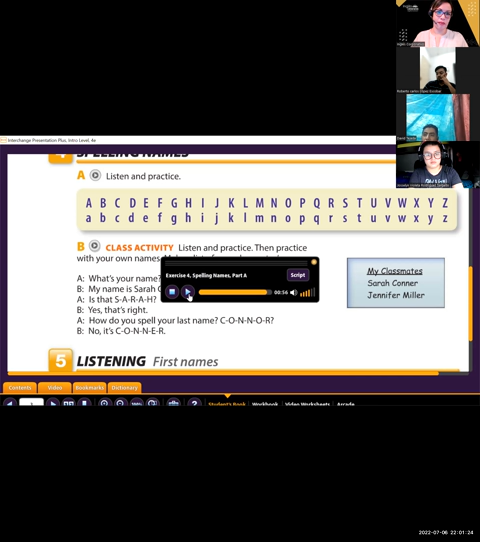 Interchange Presentation Plus, Intro Level, 4e
4 SPELLING NAMES
A Listen and practice.
A B C D E F G H I J K L M N O P Q R S T U V W X Y Z
a b c d e f g h i j k l m n o p q r s t u v w x y z
B CLASS ACTIVITY Listen and practice. Then practice
with your own names.
Exercise 4, Spelling Names, Part A
Script
00:56
A: What's your name?
B: My name is Sarah C
A: Is that S-A-R-A-H?
B: Yes, that's right.
A: How do you spell your last name? C-O-N-N-O-R?
B: No, it's C-O-N-N-E-R.
My Classmates
Sarah Conner
Jennifer Miller
5 LISTENING First names
Contents Video Bookmarks Dictionary
Student's Book Workbook Video Worksheets Arcade
2022-07-06 22:01:24